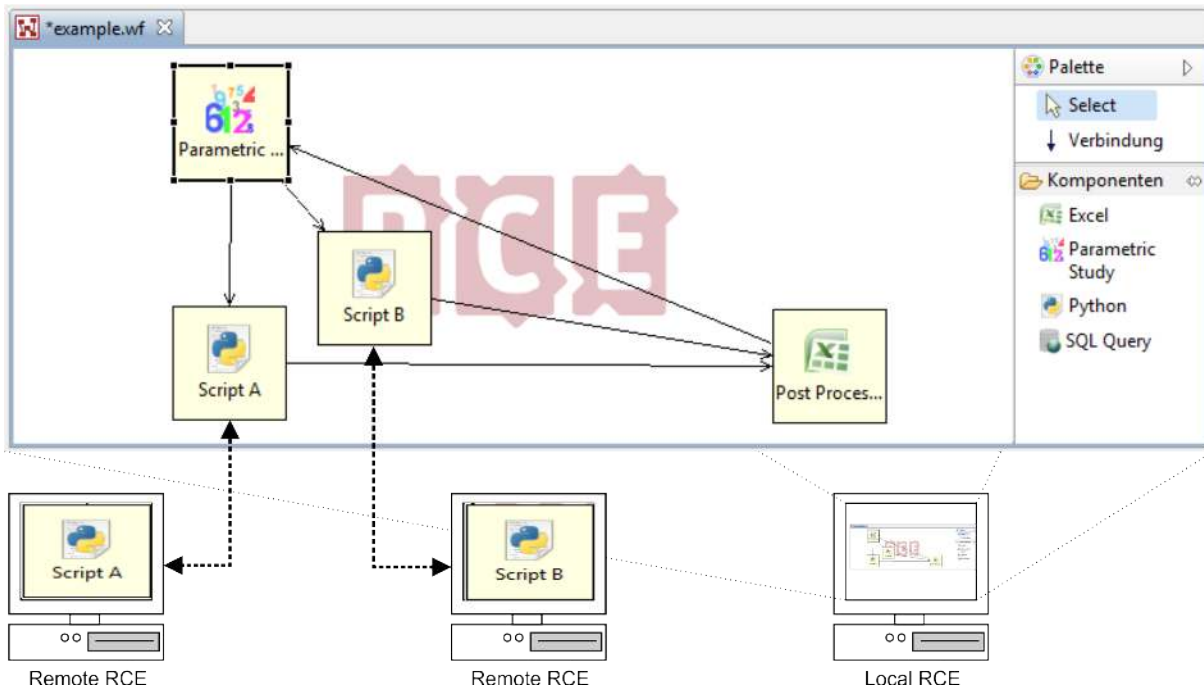 *example.wf
Parametric ...
Script B
Script A
Post Proces...
RCE
Palette
Select
Verbindung
Komponenten
Excel
Parametric
Study
Python
SQL Query
Script A
Script B
Remote RCE
Remote RCE
Local RCE